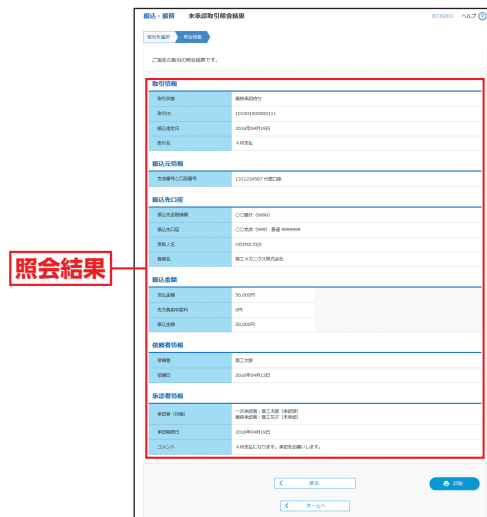 振込・振替 未承認取引照会結果 BTJS003 ヘルプ ?
取引を選択 照会結果
ご指定の取引の照会結果です。
取引情報
取引状態 最終承認待ち
取引ID 101001000000111
振込指定日 2016年04月19日
取引名 4月支払
振込元情報
支店番号と口座番号 1311234567 代表口座
振込先口座
振込先金融機関 〇〇銀行 (9999)
振込先口座 〇〇支店 (999) 普通 9999999
受取人名
登録名 商工メカニクス株式会社
照会結果
振込金額
支払金額 50,000円
先方負担手数料 0円
振込金額 50,000円
依頼者情報
依頼者 商工太郎
依頼日 2016年04月13日
承認者情報
承認者 (状態) 一次承認者:商工太郎 (承認済)
最終承認者:商工花子 (未承認)
承認期限日 2016年04月19日
コメント 4月支払になります。承認をお願いします。
戻る 印刷
ホームへ